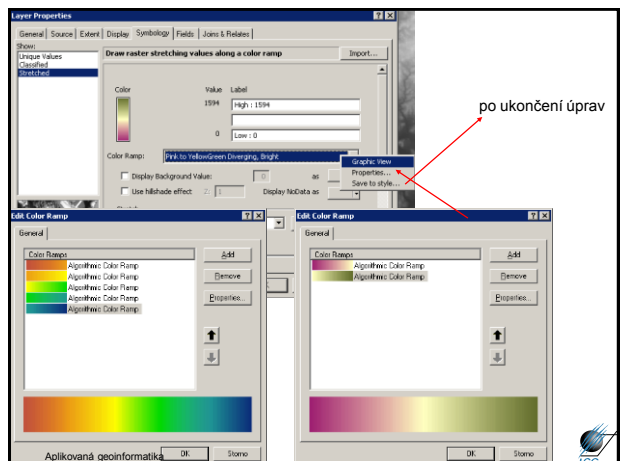 Layer Properties
General Source Extent Display Symbology Fields Joins & Relates
Show:
Unique Values
Classified
Stretched
Draw raster stretching values along a color ramp
Import...
Color Value Label
1594 High : 1594
0 Low : 0
Color Ramp: Pink to YellowGreen Diverging, Bright
Graphic View
Properties...
Save to style...
Display Background Value: 0 as
Use hillshade effect Z: 1 Display NoData as
po ukončení úprav
Edit Color Ramp
General
Color Ramps
Algorithmic Color Ramp
Algorithmic Color Ramp
Algorithmic Color Ramp
Algorithmic Color Ramp
Algorithmic Color Ramp
Add
Remove
Properties...
OK Storno
Edit Color Ramp
General
Color Ramps
Algorithmic Color Ramp
Algorithmic Color Ramp
Add
Remove
Properties...
OK Storno
Aplikovaná geoinformatika